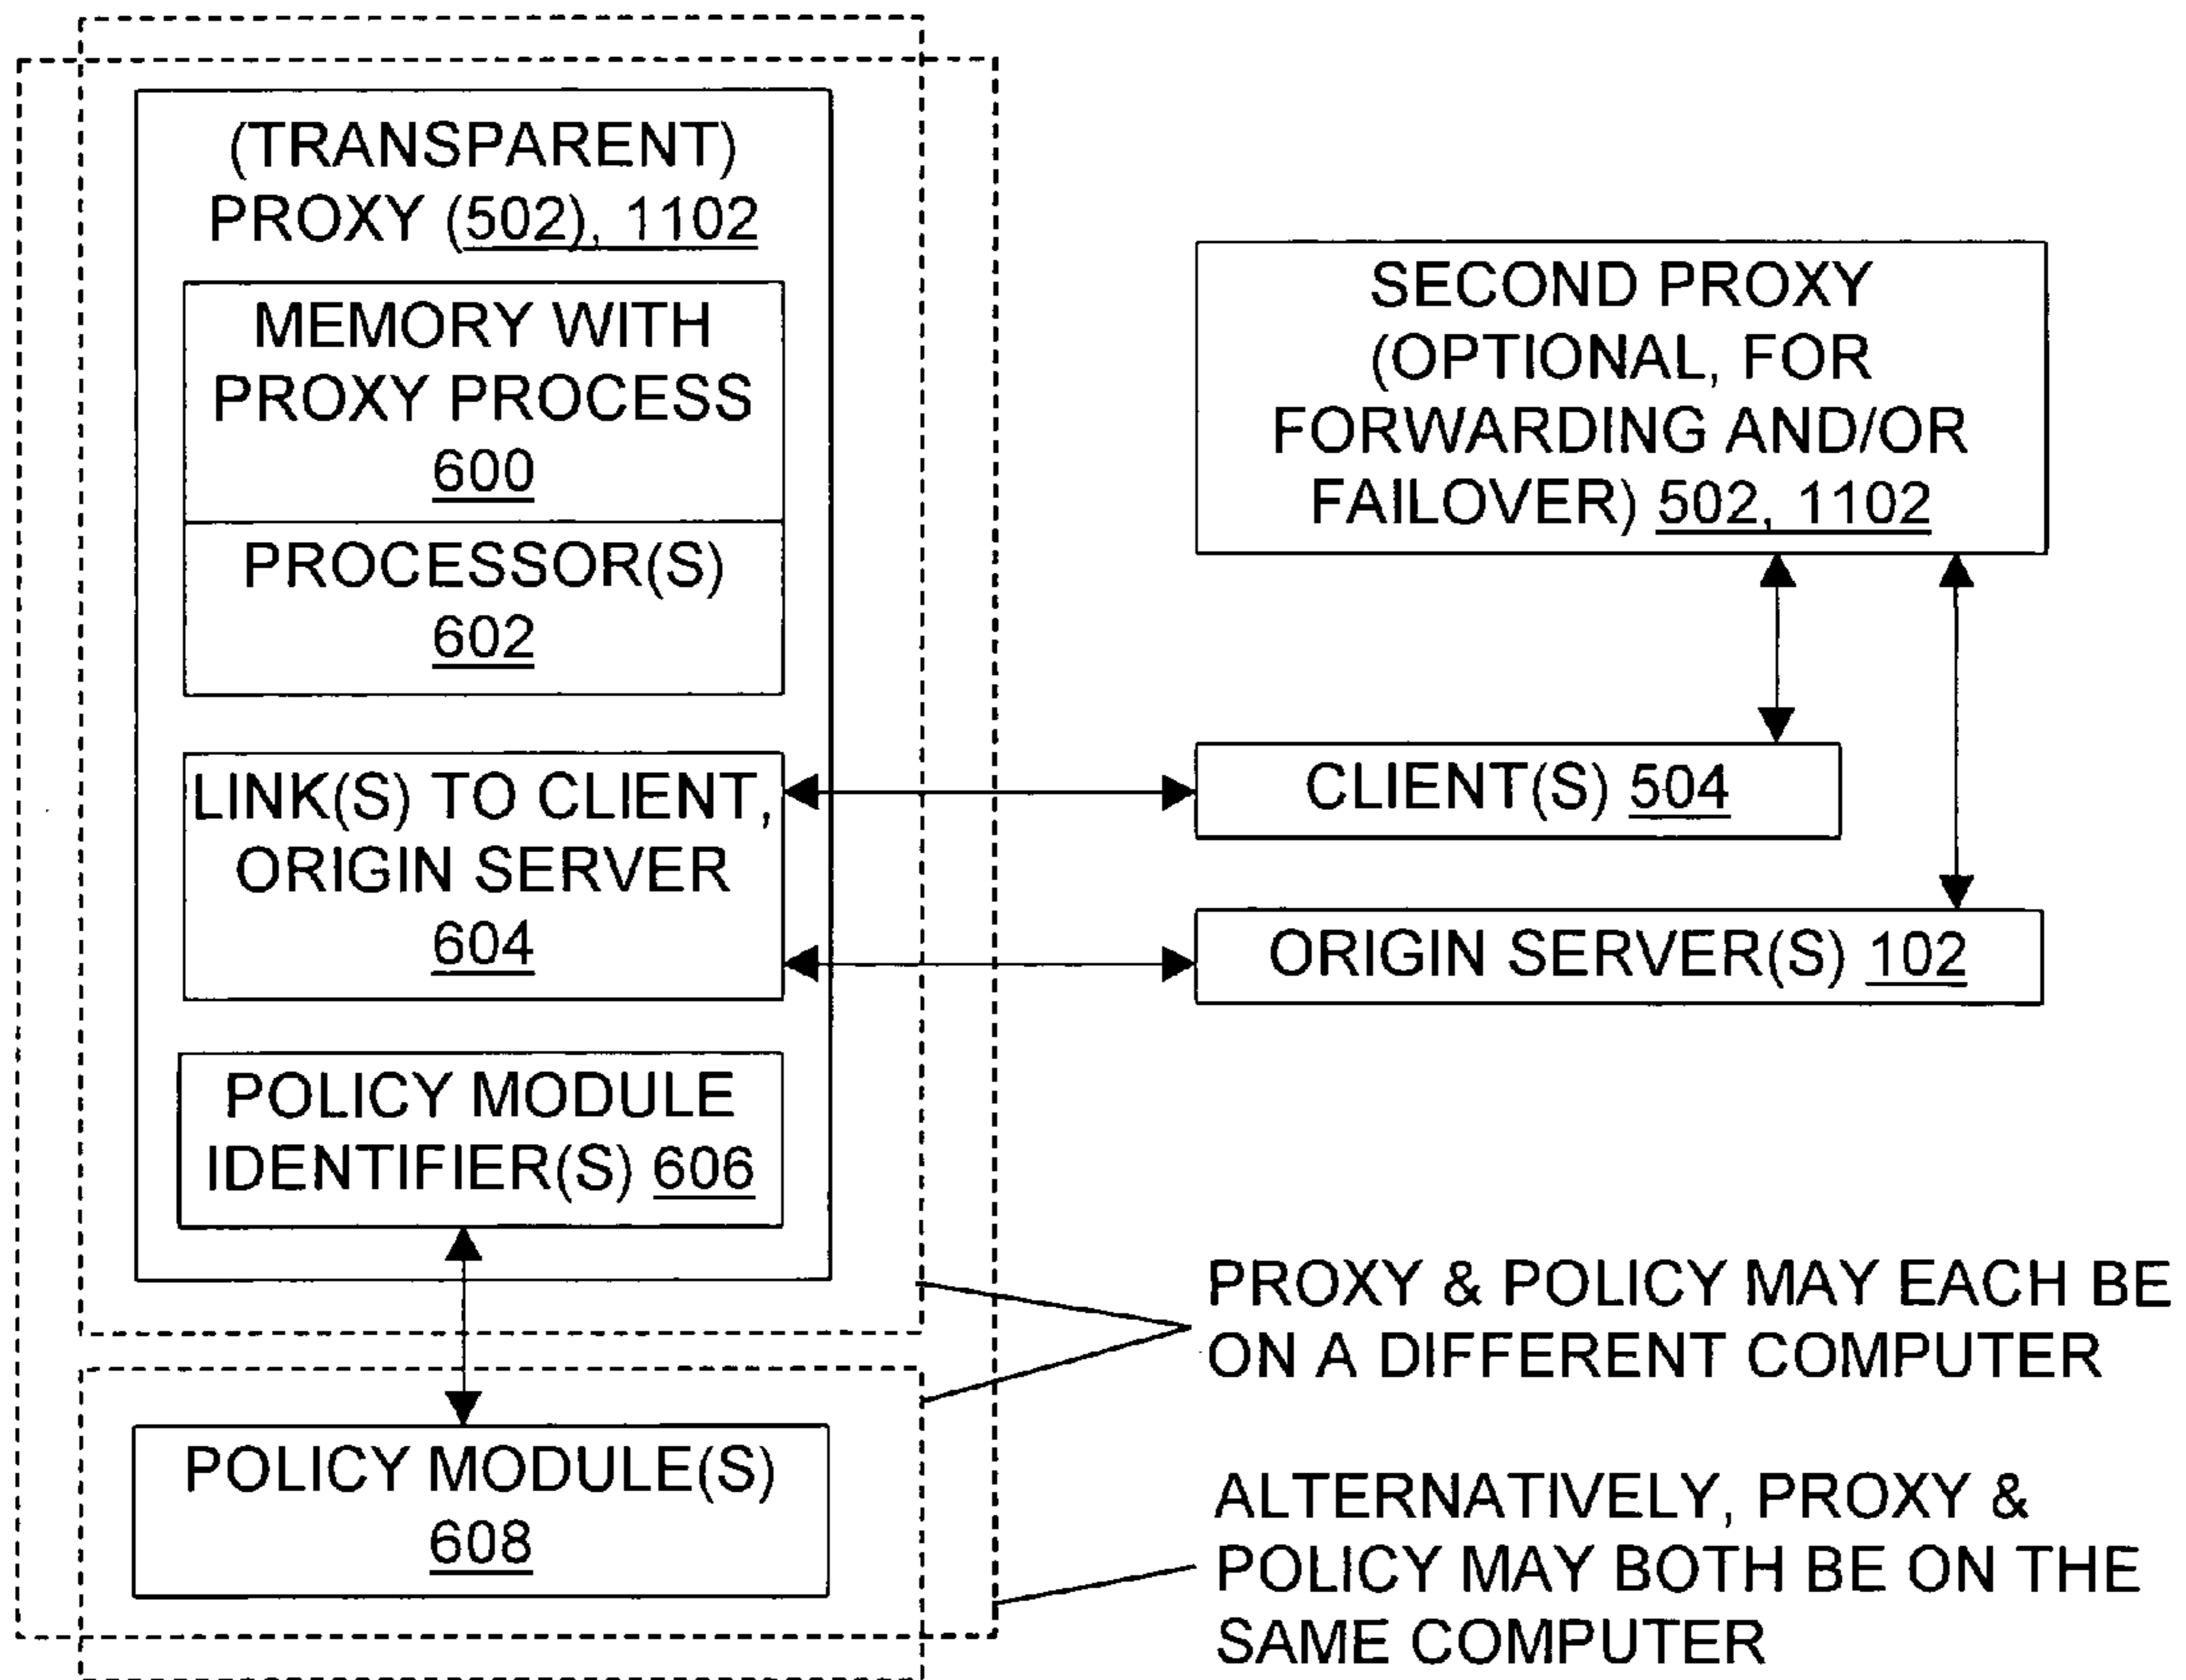 (TRANSPARENT)
PROXY (502), 1102
MEMORY WITH
PROXY PROCESS
600
PROCESSOR(S)
602
LINK(S) TO CLIENT,
ORIGIN SERVER
604
POLICY MODULE
IDENTIFIER(S) 606
POLICY MODULE(S)
608
SECOND PROXY
(OPTIONAL, FOR
FORWARDING AND/OR
FAILOVER) 502, 1102
CLIENT(S) 504
ORIGIN SERVER(S) 102
PROXY & POLICY MAY EACH BE
ON A DIFFERENT COMPUTER
ALTERNATIVELY, PROXY &
POLICY MAY BOTH BE ON THE
SAME COMPUTER